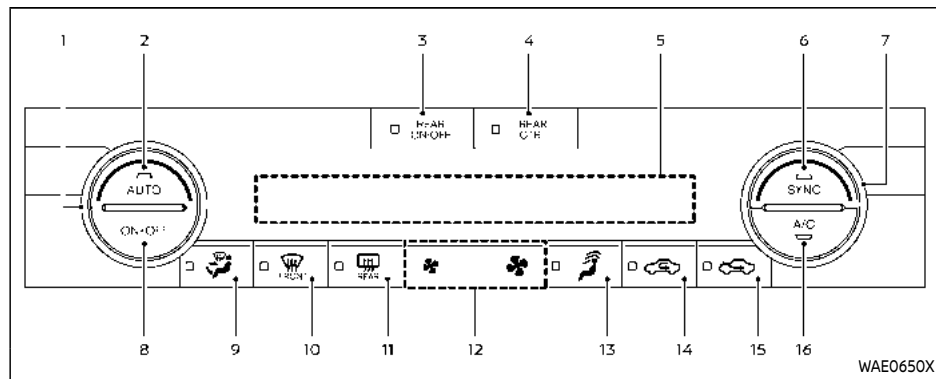 1 2 3 4 5 6 7
REAR ON·OFF
REAR
AUTO
SYNC
ON·OFF
A/C
FRONT
REAR
8 9 10 11 12 13 14 15 16
WAE0650X